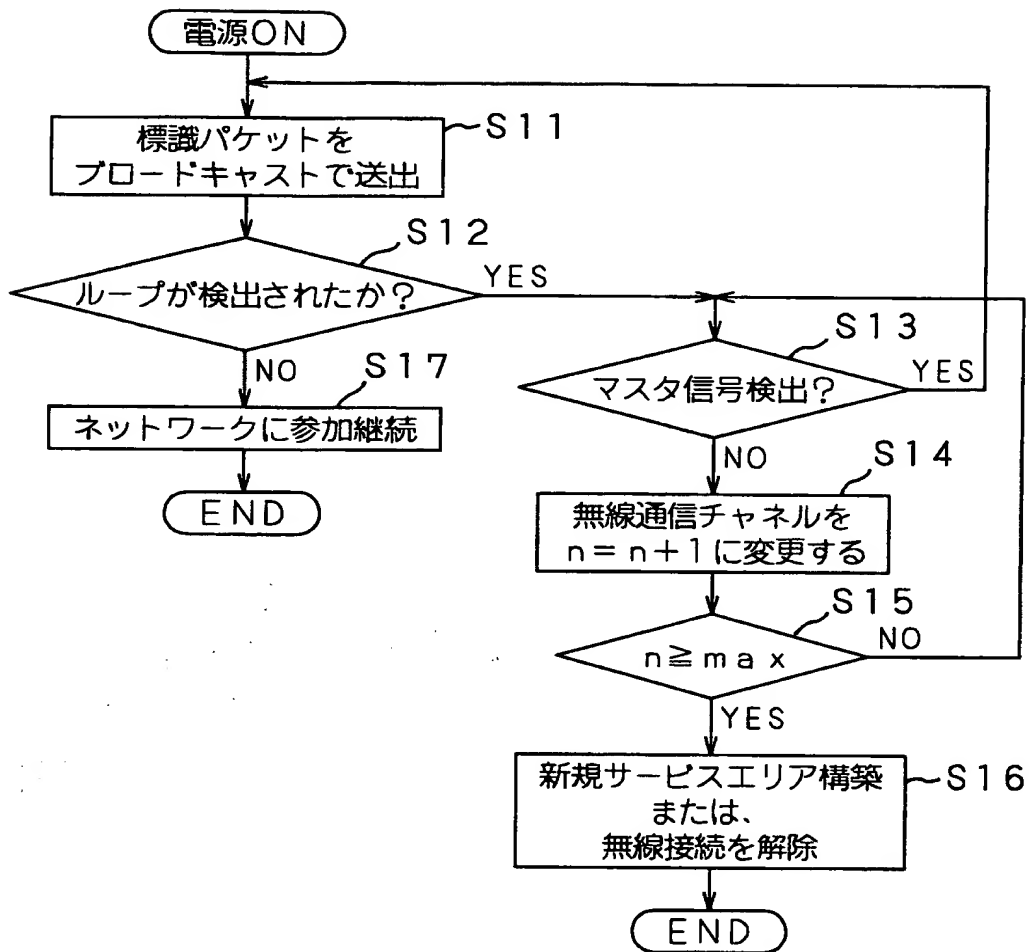 電源ON
標識パケットを
ブロードキャストで送出
S11
S12
ループが検出されたか?
YES
NO
S17
ネットワークに参加継続
END
S13
マスタ信号検出?
YES
NO
S14
無線通信チャネルを
n=n+1に変更する
S15
n≧max
NO
YES
新規サービスエリア構築
または、
無線接続を解除
S16
END